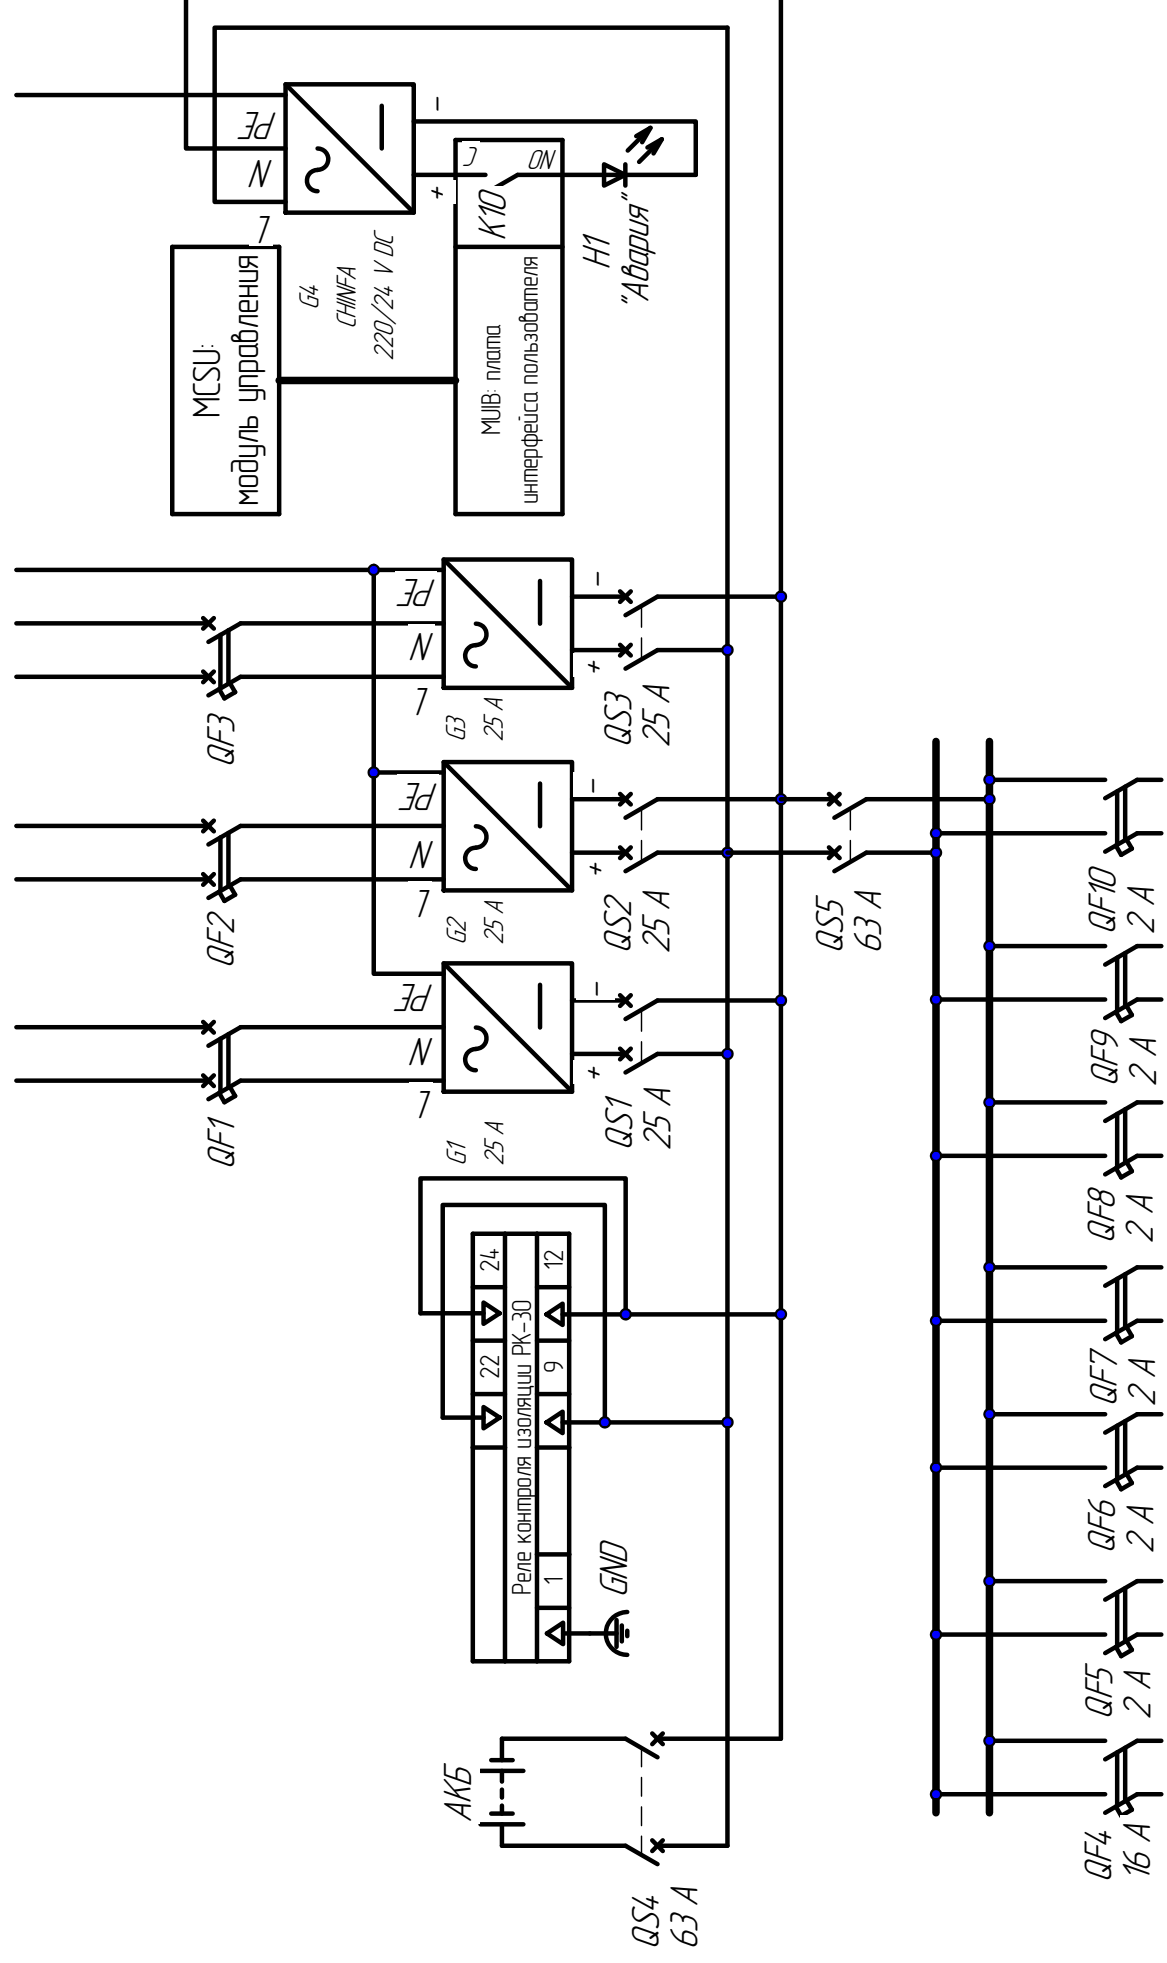 АКБ
QS4
63 A
Реле контроля изоляции РК-30
22
24
1
9
12
GND
QF1
QF2
QF3
L
N
PE
L
N
PE
L
N
PE
G1
25 A
G2
25 A
G3
25 A
+
–
+
–
+
–
QS1
25 A
QS2
25 A
QS3
25 A
MCSU:
модуль управления
MUIB: плата
интерфейса пользователя
L
N
PE
G4
CHINFA
220/24 V DC
+
–
K10
C
NO
H1
"Авария"
QS5
63 A
QF4
16 A
QF5
2 A
QF6
2 A
QF7
2 A
QF8
2 A
QF9
2 A
QF10
2 A